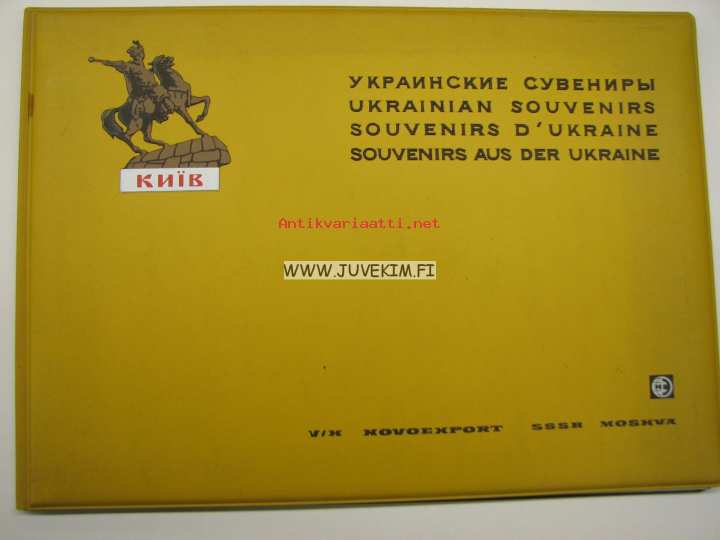 УКРАИНСКИЕ СУВЕНИРЫ
UKRAINIAN SOUVENIRS
SOUVENIRS D'UKRAINE
SOUVENIRS AUS DER UKRAINE
КИЇВ
Antikvariaatti.net
WWW.JUVEKIM.FI
V/K NOVOEXPORT SSSR MOSKVA